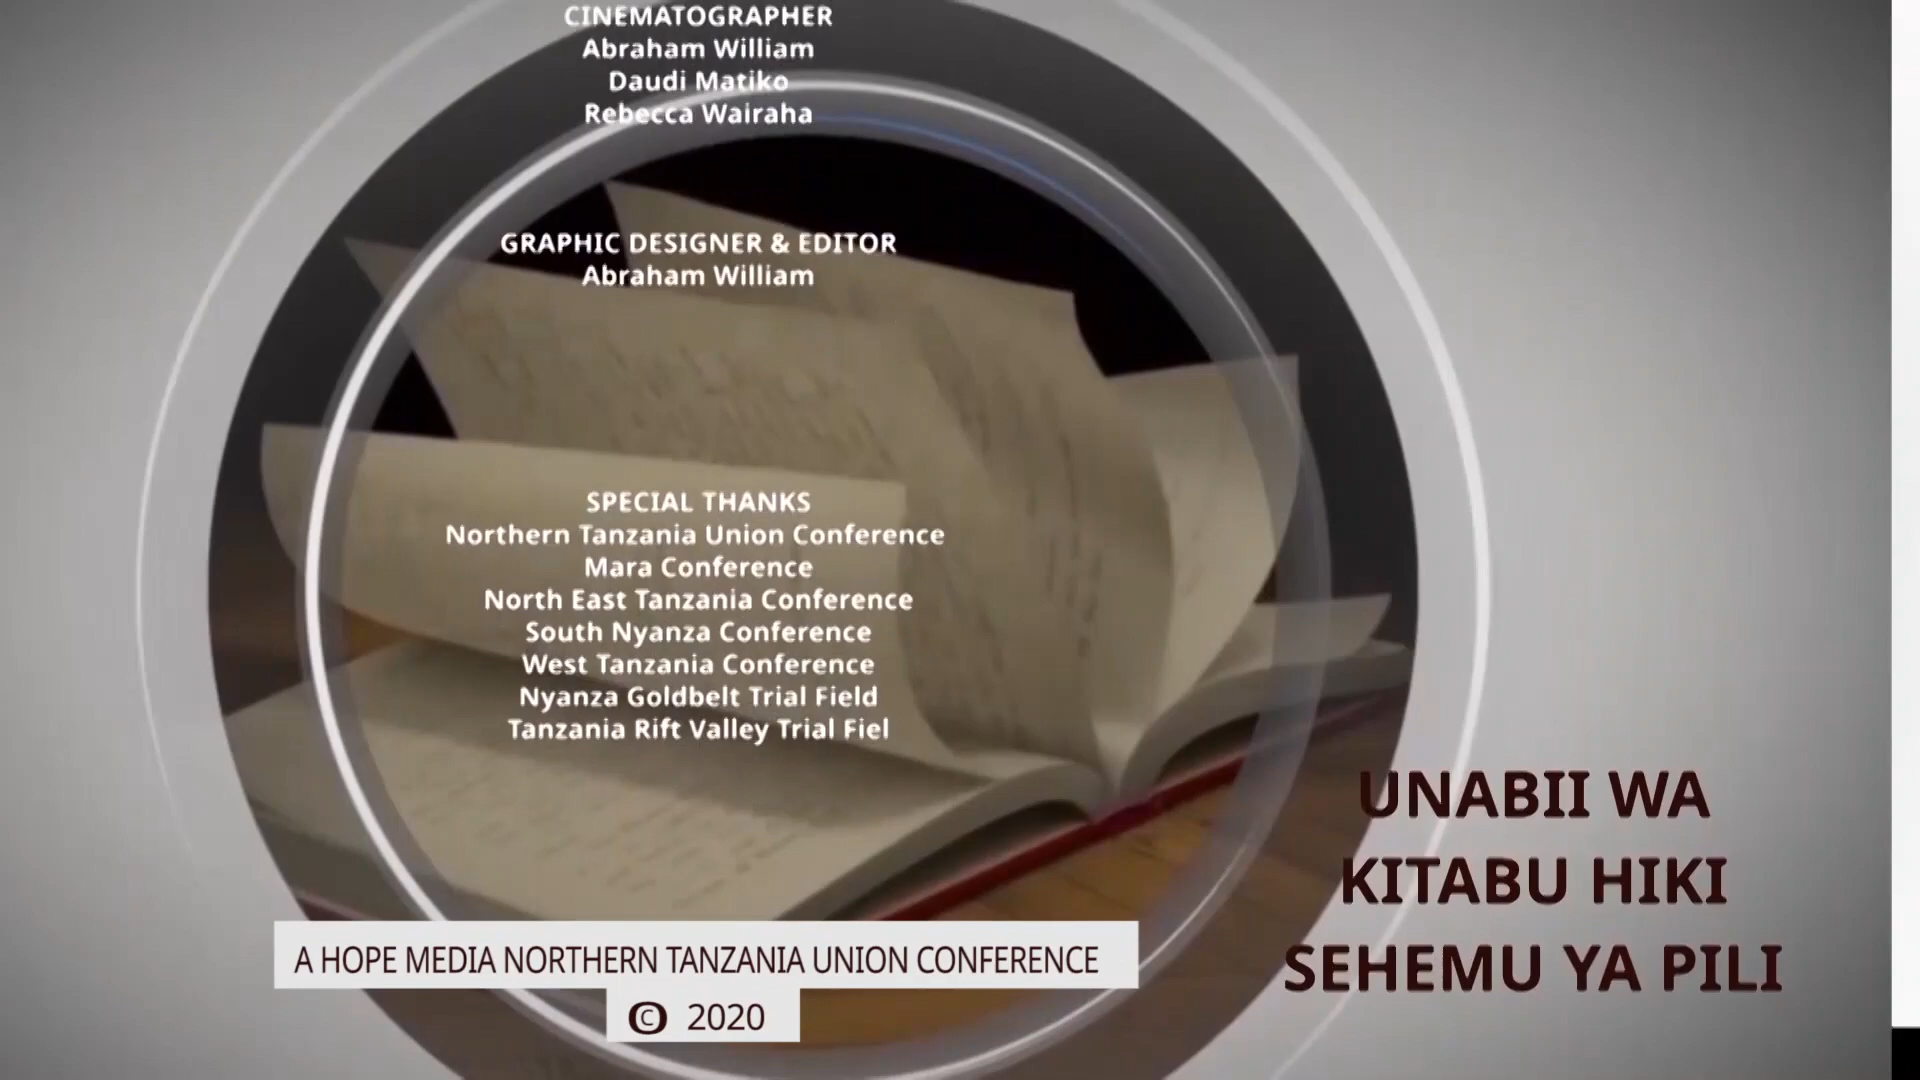 CINEMATOGRAPHER
Abraham William
Daudi Matiko
Rebecca Wairaha
GRAPHIC DESIGNER & EDITOR
Abraham William
SPECIAL THANKS
Northern Tanzania Union Conference
Mara Conference
North East Tanzania Conference
South Nyanza Conference
West Tanzania Conference
Nyanza Goldbelt Trial Field
Tanzania Rift Valley Trial Fiel
A HOPE MEDIA NORTHERN TANZANIA UNION CONFERENCE
© 2020
UNABII WA
KITABU HIKI
SEHEMU YA PILI